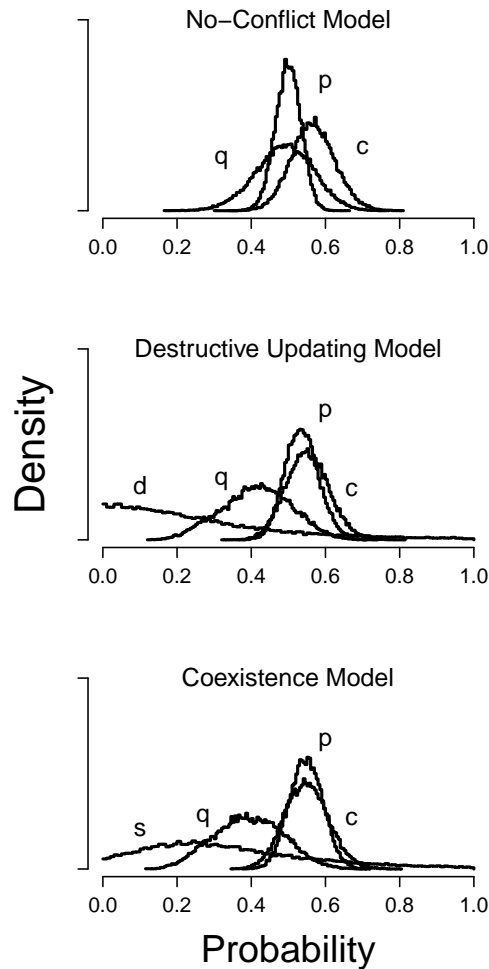 No−Conflict Model
p
q
c
0.0 0.2 0.4 0.6 0.8 1.0
Destructive Updating Model
p
d
q
c
0.0 0.2 0.4 0.6 0.8 1.0
Coexistence Model
p
s
q
c
0.0 0.2 0.4 0.6 0.8 1.0
Density
Probability